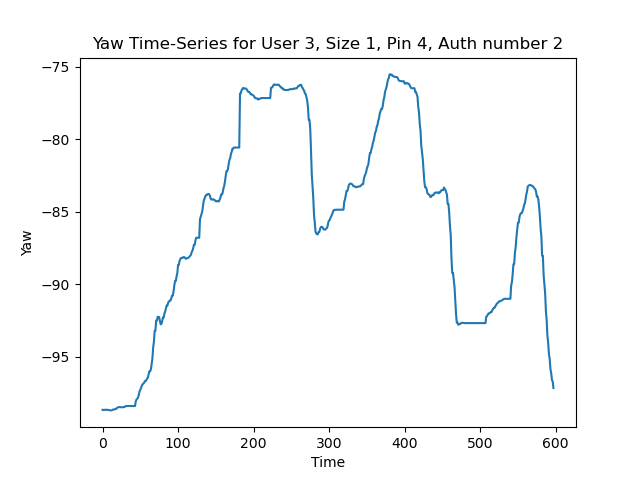 Yaw Time-Series for User 3, Size 1, Pin 4, Auth number 2
−75
−80
−85
−90
−95
Yaw
0 100 200 300 400 500 600
Time